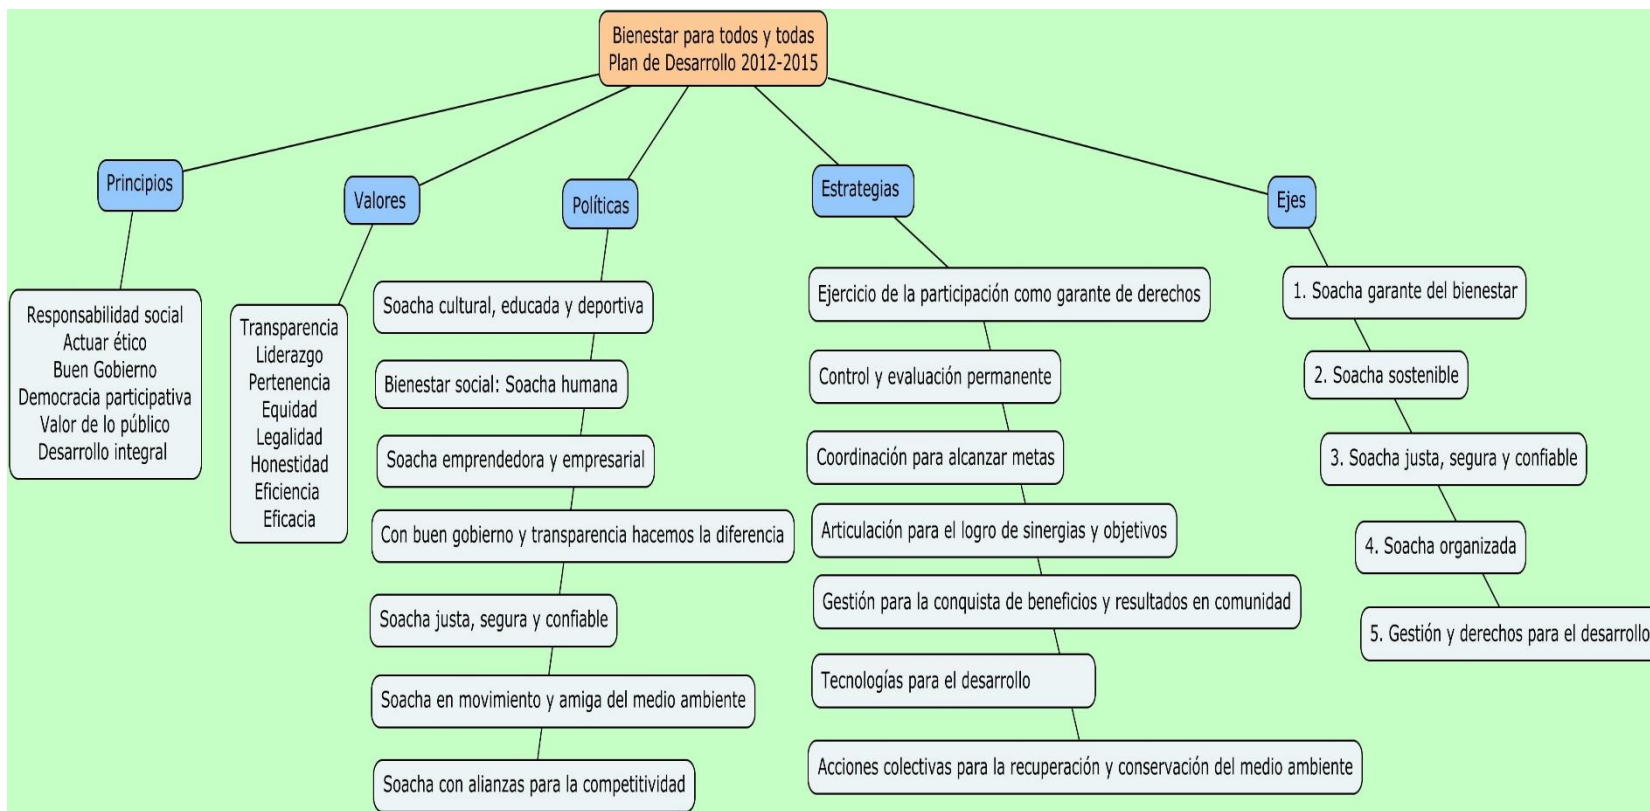 Bienestar para todos y todas
Plan de Desarrollo 2012-2015
Principios
Responsabilidad social
Actuar ético
Buen Gobierno
Democracia participativa
Valor de lo público
Desarrollo integral
Valores
Transparencia
Liderazgo
Pertenencia
Equidad
Legalidad
Honestidad
Eficiencia
Eficacia
Políticas
Soacha cultural, educada y deportiva
Bienestar social: Soacha humana
Soacha emprendedora y empresarial
Con buen gobierno y transparencia hacemos la diferencia
Soacha justa, segura y confiable
Soacha en movimiento y amiga del medio ambiente
Soacha con alianzas para la competitividad
Estrategias
Ejercicio de la participación como garante de derechos
Control y evaluación permanente
Coordinación para alcanzar metas
Articulación para el logro de sinergias y objetivos
Gestión para la conquista de beneficios y resultados en comunidad
Tecnologías para el desarrollo
Acciones colectivas para la recuperación y conservación del medio ambiente
Ejes
1. Soacha garante del bienestar
2. Soacha sostenible
3. Soacha justa, segura y confiable
4. Soacha organizada
5. Gestión y derechos para el desarrollo